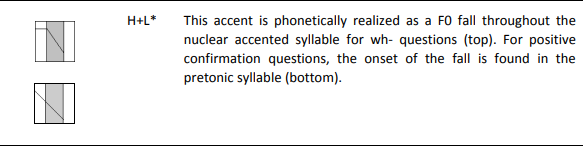 H+L* This accent is phonetically realized as a F0 fall throughout the
nuclear accented syllable for wh- questions (top). For positive
confirmation questions, the onset of the fall is found in the
pretonic syllable (bottom).